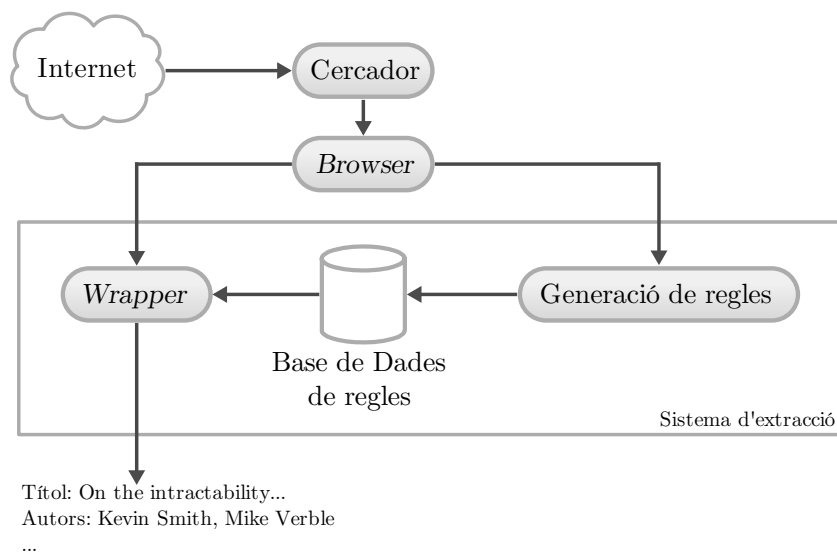 Internet
Cercador
Browser
Wrapper
Generació de regles
Base de Dades
de regles
Sistema d'extracció
Títol: On the intractability...
Autors: Kevin Smith, Mike Verble
...